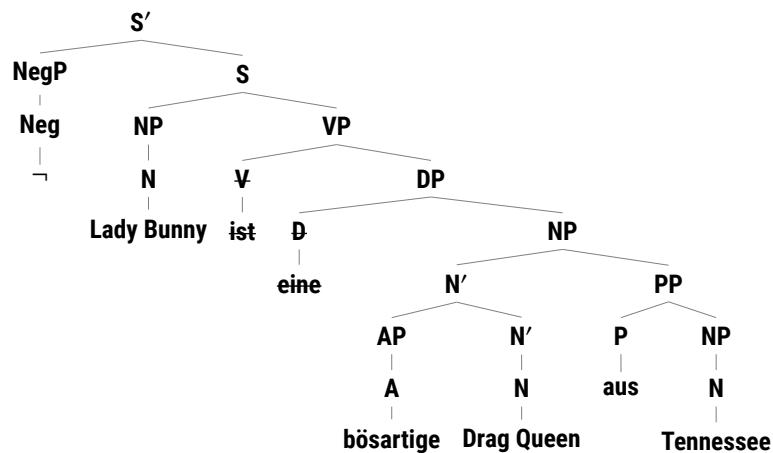 S′
NegP S
Neg NP VP
¬ N V DP
Lady Bunny ist D NP
eine N′ PP
AP N′ P NP
A N aus N
bösartige Drag Queen Tennessee